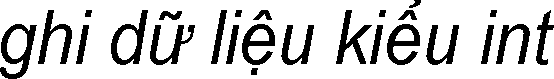 ghi dữ liệu kiểu int